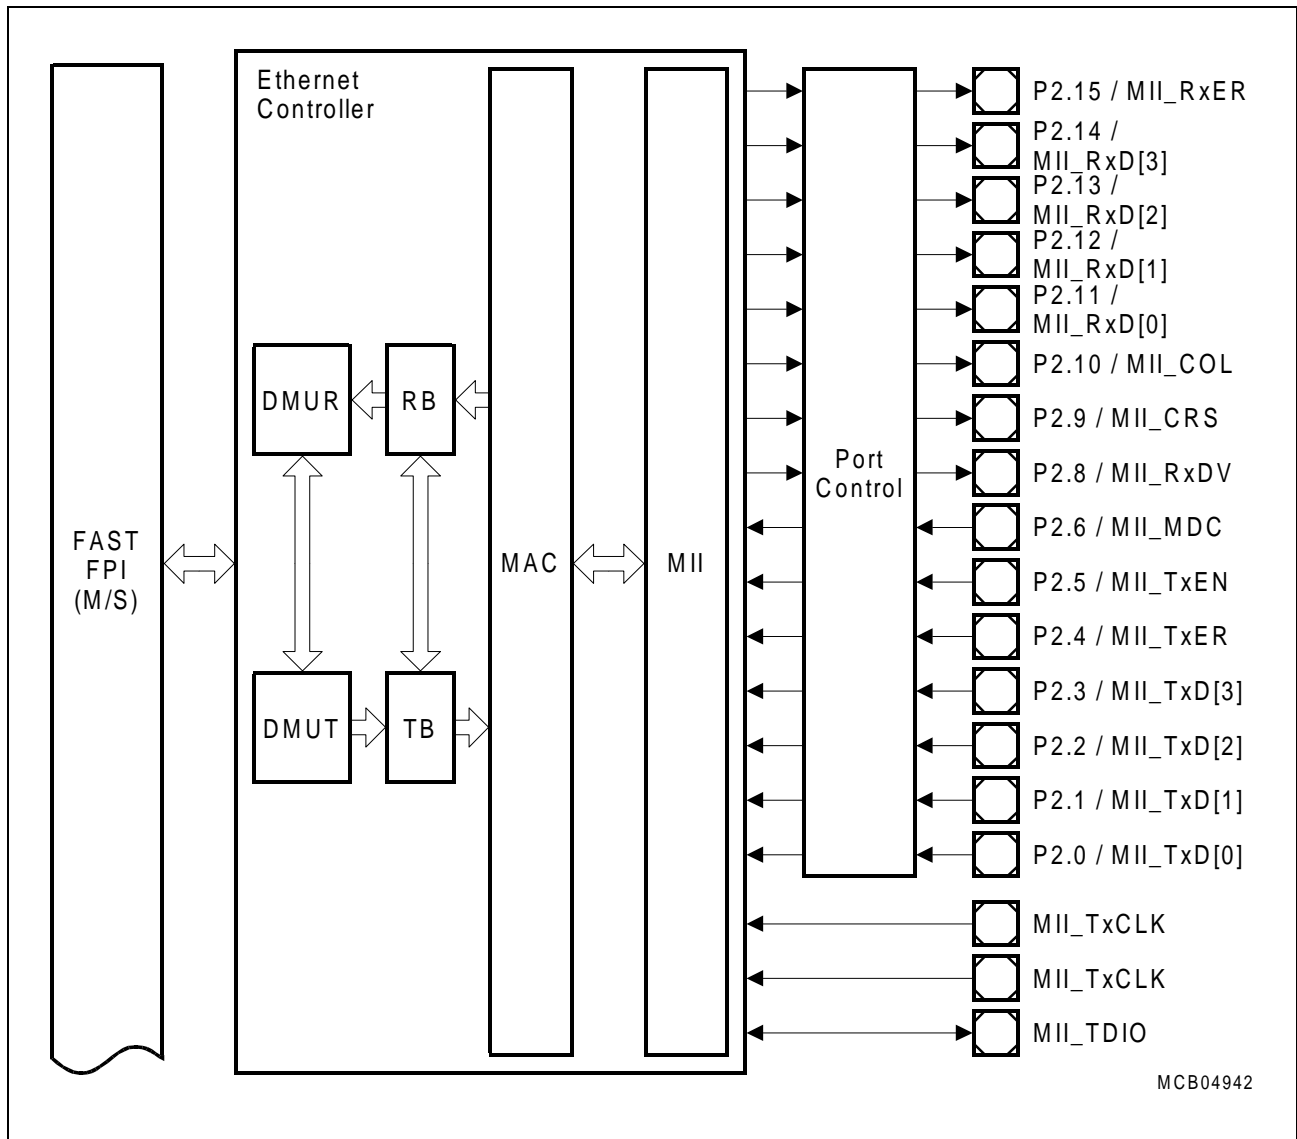 Ethernet
Controller
FAST
FPI
(M/S)
DMUR
RB
DMUT
TB
MAC
MII
Port
Control
P2.15 / MII_RxER
P2.14 /
MII_RxD[3]
P2.13 /
MII_RxD[2]
P2.12 /
MII_RxD[1]
P2.11 /
MII_RxD[0]
P2.10 / MII_COL
P2.9 / MII_CRS
P2.8 / MII_RxDV
P2.6 / MII_MDC
P2.5 / MII_TxEN
P2.4 / MII_TxER
P2.3 / MII_TxD[3]
P2.2 / MII_TxD[2]
P2.1 / MII_TxD[1]
P2.0 / MII_TxD[0]
MII_TxCLK
MII_TxCLK
MII_TDIO
MCB04942